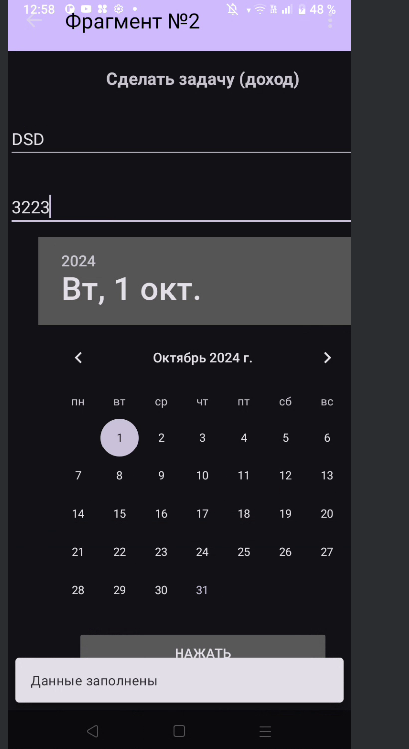 12:58 48 %
Фрагмент №2
Сделать задачу (доход)
DSD
3223
2024
Вт, 1 окт.
Октябрь 2024 г.
пн вт ср чт пт сб вс
1 2 3 4 5 6
7 8 9 10 11 12 13
14 15 16 17 18 19 20
21 22 23 24 25 26 27
28 29 30 31
НАЖАТЬ
Данные заполнены